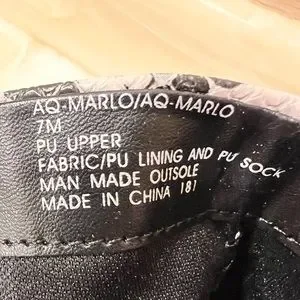 AQ-MARLO/AQ-MARLO
7M
PU UPPER
FABRIC/PU LINING AND PU SOCK
MAN MADE OUTSOLE
MADE IN CHINA 181